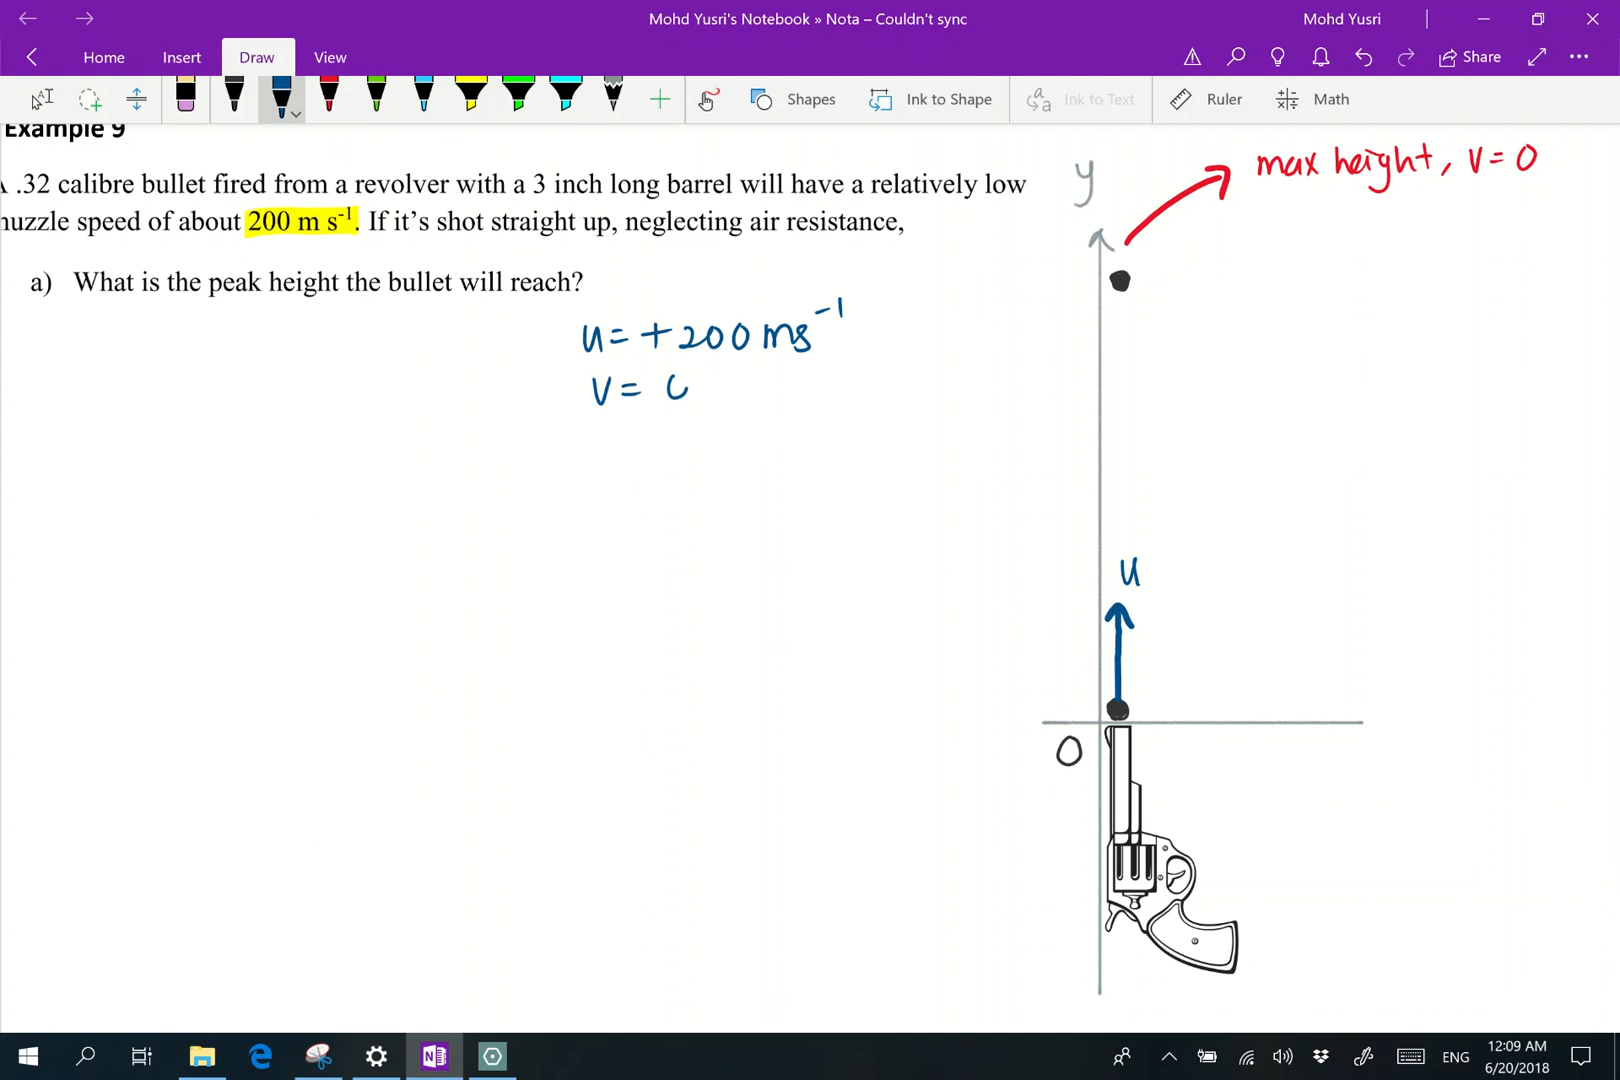 Mohd Yusri's Notebook » Nota – Couldn't sync
Mohd Yusri
Home Insert Draw View
Share
Shapes Ink to Shape Ink to Text Ruler Math
Example 9
.32 calibre bullet fired from a revolver with a 3 inch long barrel will have a relatively low
nuzzle speed of about 200 m s⁻¹. If it's shot straight up, neglecting air resistance,
a) What is the peak height the bullet will reach?
u = +200 ms⁻¹
v =
y
max height, v = 0
u
O
ENG
12:09 AM
6/20/2018